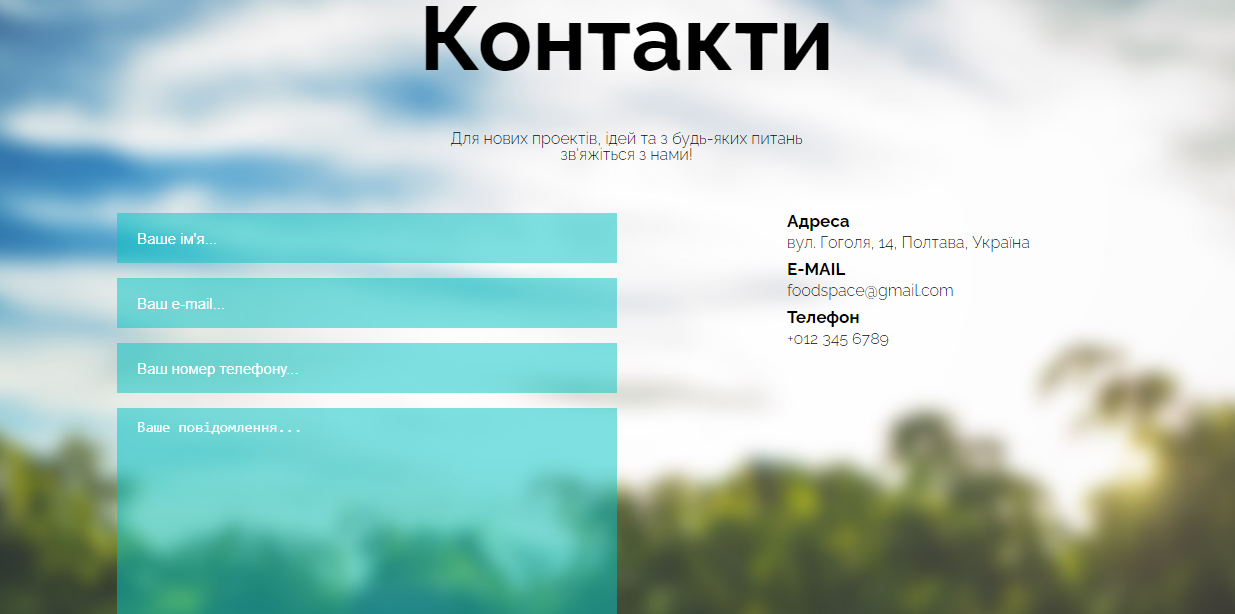 Контакти
Для нових проектів, ідей та з будь-яких питань
зв'яжіться з нами!
Ваше ім'я...
Ваш e-mail...
Ваш номер телефону...
Ваше повідомлення...
Адреса
вул. Гоголя, 14, Полтава, Україна
E-MAIL
foodspace@gmail.com
Телефон
+012 345 6789